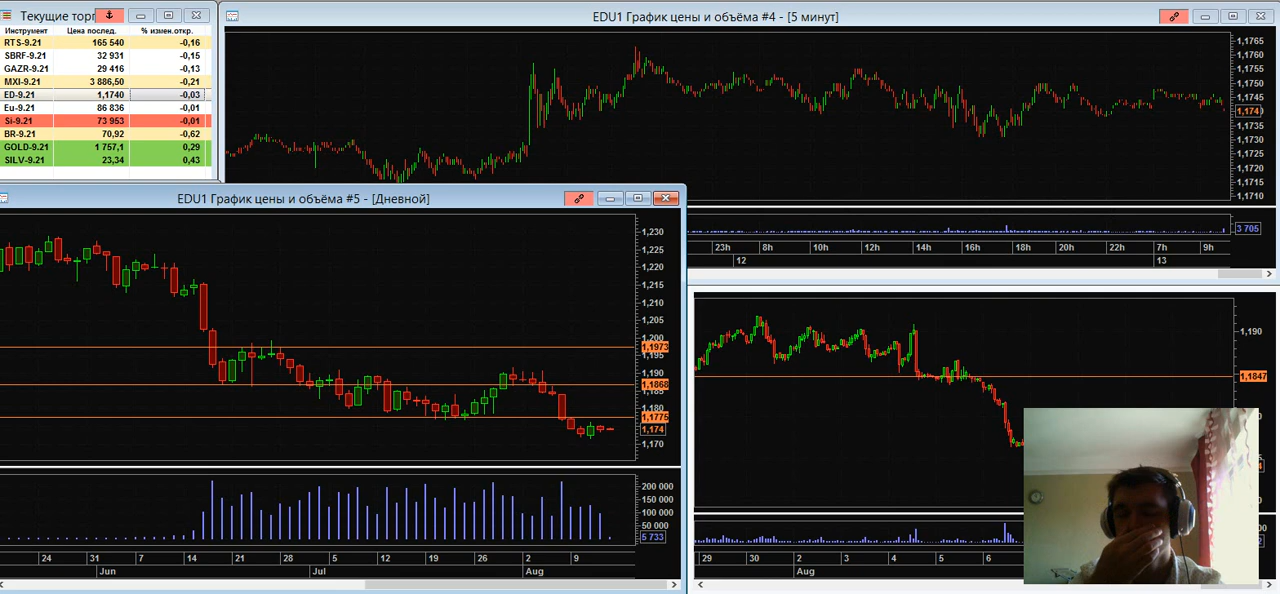 Текущие торг
Инструмент Цена послед. % измен.откр.
RTS-9.21 165 540 -0,16
SBRF-9.21 32 931 -0,15
GAZR-9.21 29 416 -0,13
MXI-9.21 3 886,50 -0,21
ED-9.21 1,1740 -0,03
Eu-9.21 86 836 -0,01
Si-9.21 73 953 -0,01
BR-9.21 70,92 -0,62
GOLD-9.21 1 757,1 0,29
SILV-9.21 23,34 0,43
EDU1 График цены и объёма #4 - [5 минут]
1,1765
1,1760
1,1755
1,1750
1,1745
1,174
1,1735
1,1730
1,1725
1,1720
1,1715
1,1710
3 705
23h 8h 10h 12h 14h 16h 18h 20h 22h 7h 9h
12 13
EDU1 График цены и объёма #5 - [Дневной]
1,230
1,225
1,220
1,215
1,210
1,205
1,200
1,1973
1,195
1,190
1,1868
1,185
1,180
1,1775
1,174
1,170
200 000
150 000
100 000
50 000
5 733
24 31 7 14 21 28 5 12 19 26 2 9
Jun Jul Aug
1,190
1,1847
29 30 2 3 4 5 6
Aug